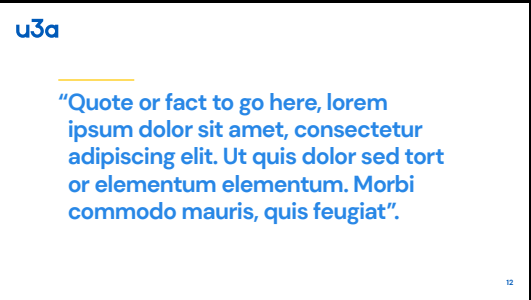 u3a
“Quote or fact to go here, lorem
ipsum dolor sit amet, consectetur
adipiscing elit. Ut quis dolor sed tort
or elementum elementum. Morbi
commodo mauris, quis feugiat”.
12